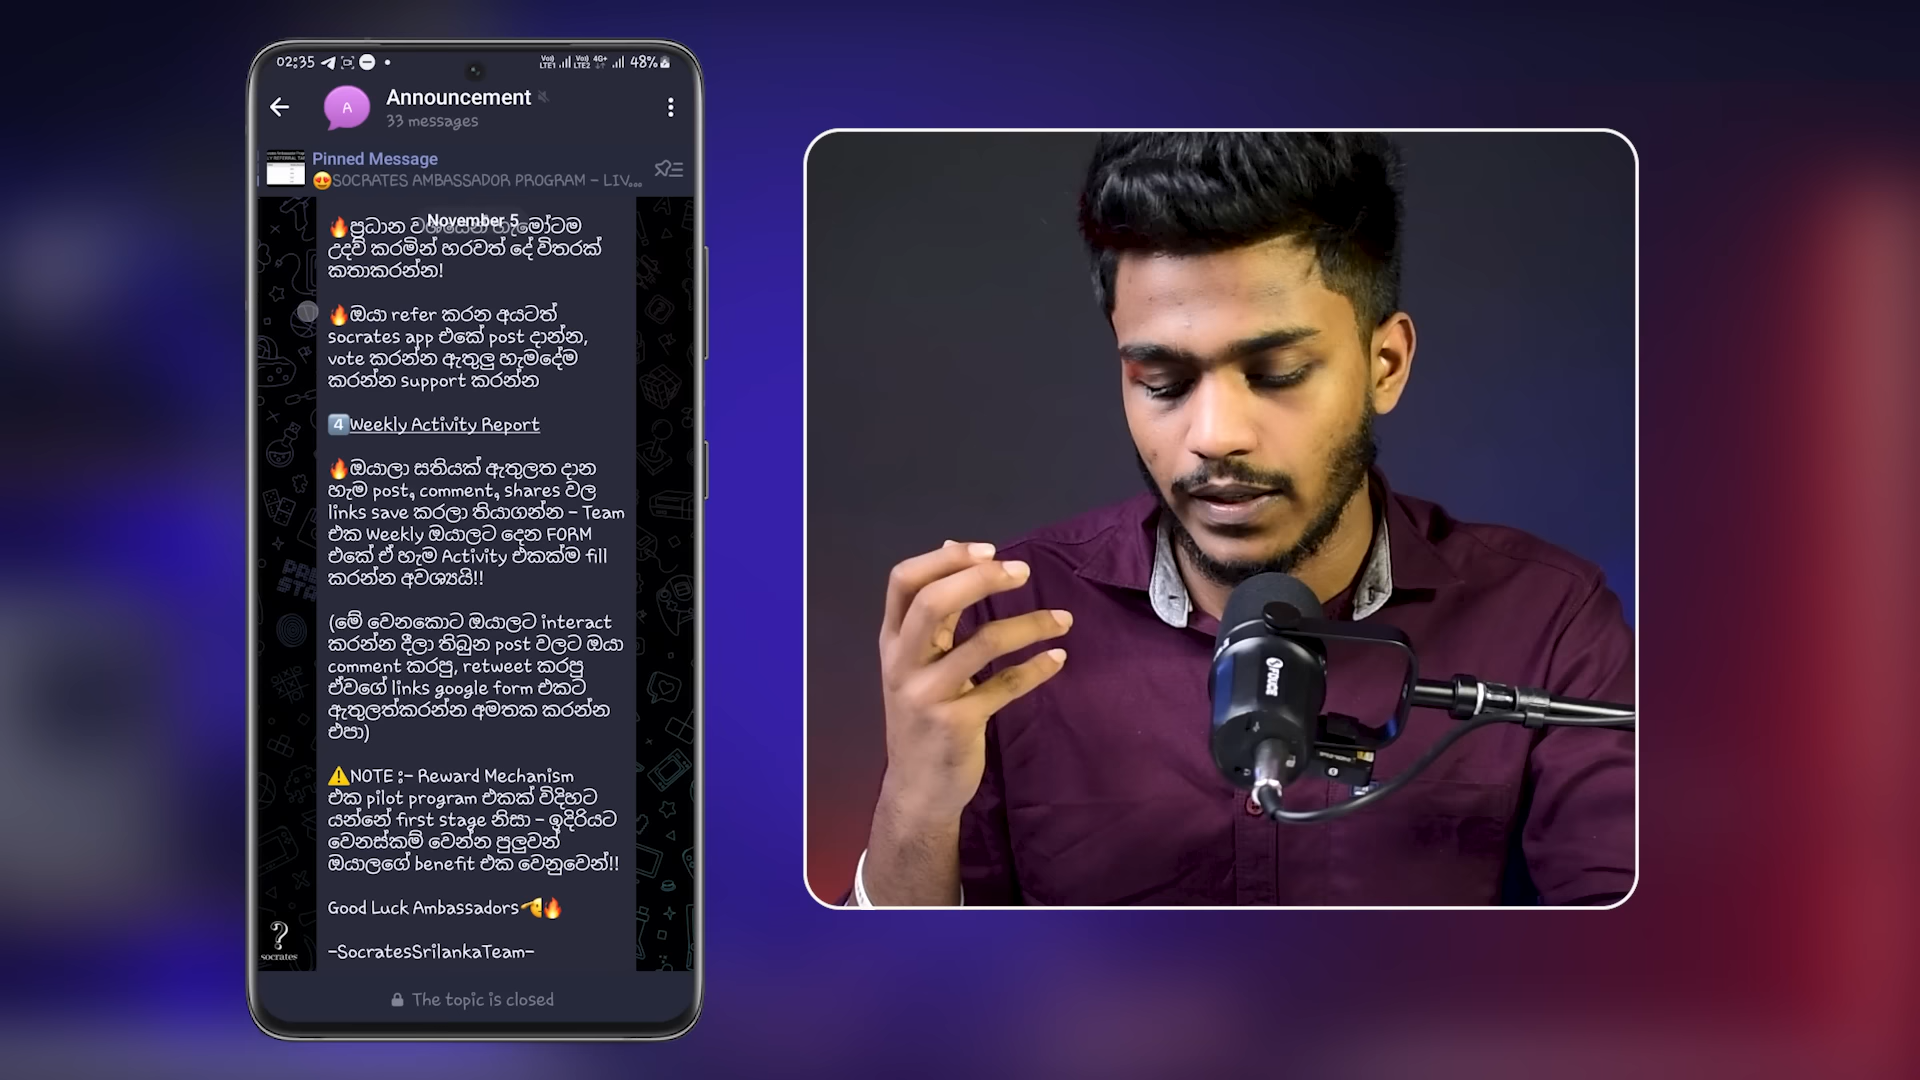 02:35
Vo) LTE1 Vo) LTE2 4G+ 48%
A
Announcement
33 messages
Pinned Message
😍SOCRATES AMBASSADOR PROGRAM – LIV...
November 5
🔥ප්‍රධාන වශයෙන් හැමෝටම
උදව් කරමින් හරවත් දේ විතරක්
කතාකරන්න!
🔥ඔයා refer කරන අයටත්
socrates app එකේ post දාන්න,
vote කරන්න ඇතුලු හැමදේම
කරන්න support කරන්න
4️⃣Weekly Activity Report
🔥ඔයාලා සතියක් ඇතුලත දාන
හැම post, comment, shares වල
links save කරලා තියාගන්න – Team
එක Weekly ඔයාලට දෙන FORM
එකේ ඒ හැම Activity එකක්ම fill
කරන්න අවශ්‍යයි!!
(මේ වෙනකොට ඔයාලට interact
කරන්න දීලා තිබුන post වලට ඔයා
comment කරපු, retweet කරපු
ඒවගේ links google form එකට
ඇතුලත්කරන්න අමතක කරන්න
එපා)
⚠️NOTE :– Reward Mechanism
එක pilot program එකක් විදිහට
යන්නේ first stage නිසා – ඉදිරියට
වෙනස්කම් වෙන්න පුලුවන්
ඔයාලගේ benefit එක වෙනුවෙන්!!
Good Luck Ambassadors🫡🔥
–SocratesSrilankaTeam–
?
socrates
The topic is closed